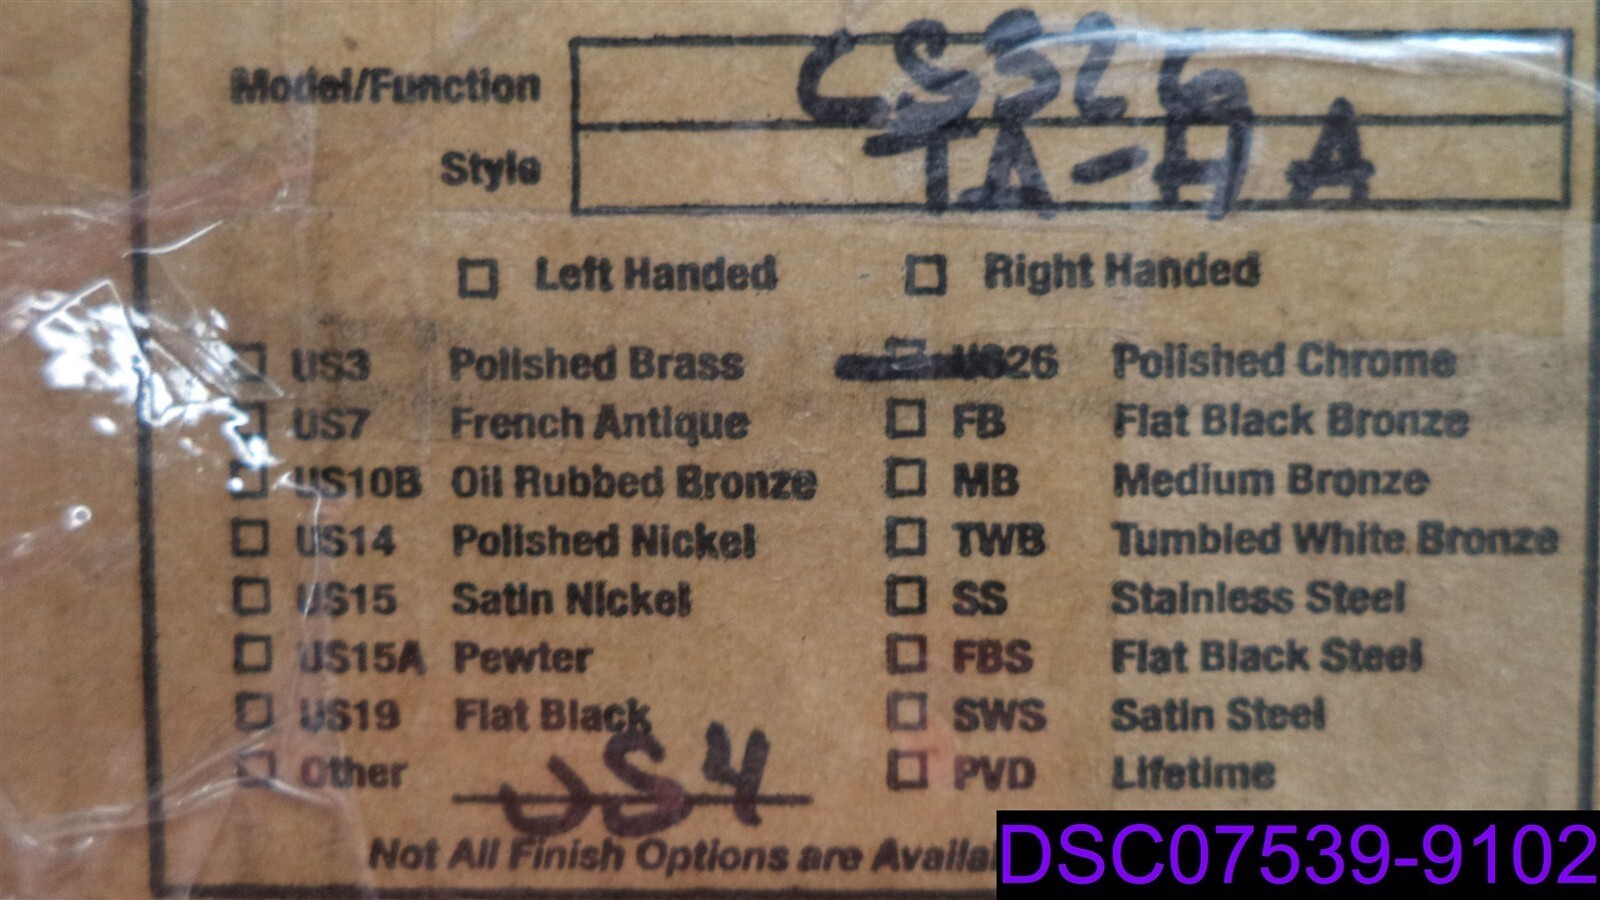 Model/Function CS526
Style TA-HA
Left Handed Right Handed
US3 Polished Brass US26 Polished Chrome
US7 French Antique FB Flat Black Bronze
US10B Oil Rubbed Bronze MB Medium Bronze
US14 Polished Nickel TWB Tumbled White Bronze
US15 Satin Nickel SS Stainless Steel
US15A Pewter FBS Flat Black Steel
US19 Flat Black SWS Satin Steel
Other US4 PVD Lifetime
Not All Finish Options are
DSC07539-9102